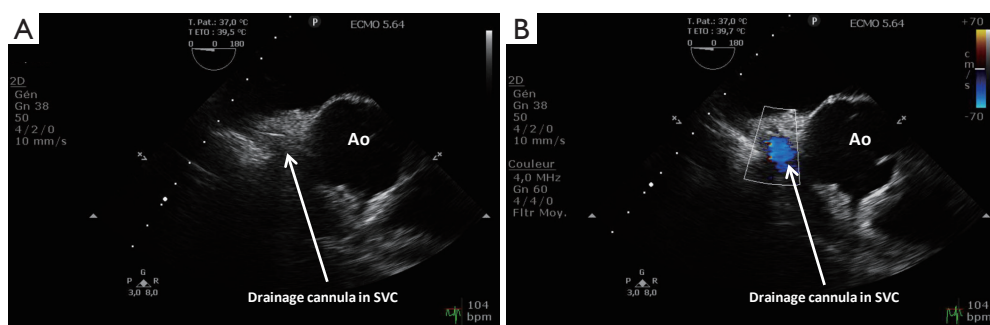 A
T. Pat.: 37,0 °C
T ETO : 39,5 °C
0 0 180
P
ECMO 5.64
2D
Gén
Gn 38
50
4/2/0
10 mm/s
Ao
G
P R
3,0 8,0
Drainage cannula in SVC
104
bpm
B
T. Pat.: 37,0 °C
T ETO : 39,7 °C
0 0 180
P
ECMO 5.64
+70
c
m
/
s
-70
2D
Gén
Gn 38
50
4/2/0
10 mm/s
Couleur
4,0 MHz
Gn 60
4/4/0
Fltr Moy.
Ao
G
P R
3,0 8,0
Drainage cannula in SVC
104
bpm